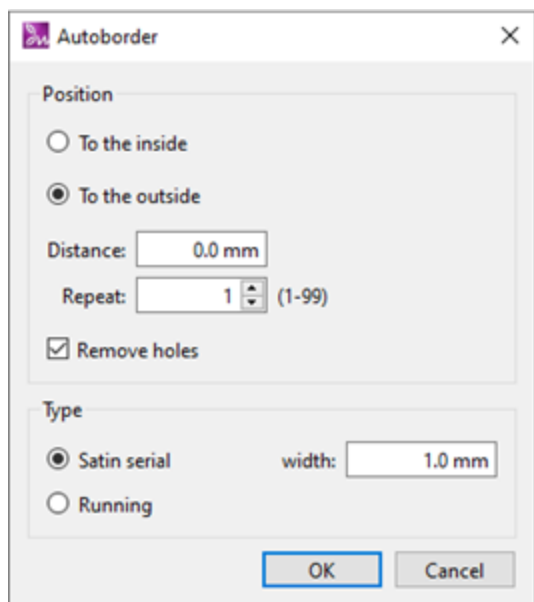 Autoborder
Position
To the inside
To the outside
Distance: 0.0 mm
Repeat: 1 (1-99)
Remove holes
Type
Satin serial width: 1.0 mm
Running
OK Cancel